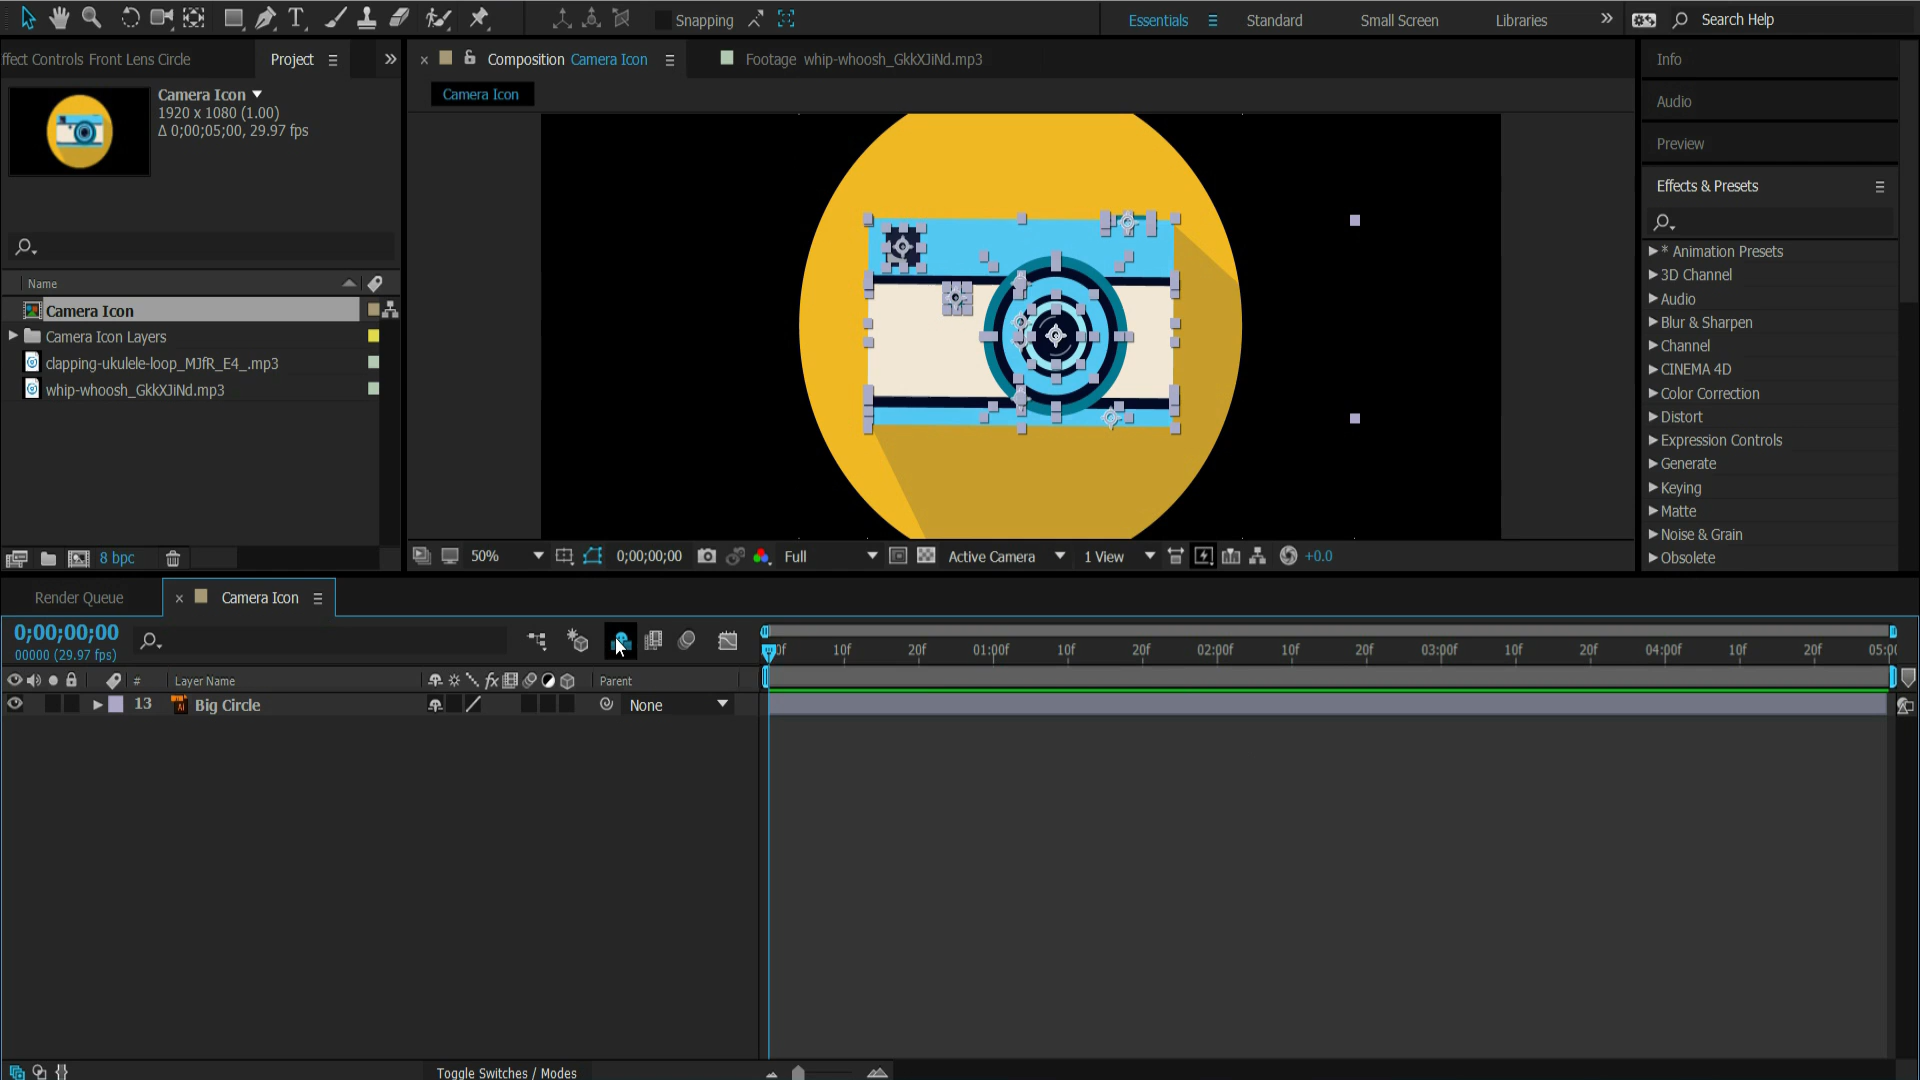 Snapping
Essentials
Standard
Small Screen
Libraries
Search Help
ffect Controls Front Lens Circle
Project
Camera Icon
1920 x 1080 (1.00)
Δ 0;00;05;00, 29.97 fps
Name
Camera Icon
Camera Icon Layers
clapping-ukulele-loop_MJfR_E4_.mp3
whip-whoosh_GkkXJiNd.mp3
8 bpc
Composition Camera Icon
Footage whip-whoosh_GkkXJiNd.mp3
Camera Icon
50%
0;00;00;00
Full
Active Camera
1 View
+0.0
Info
Audio
Preview
Effects & Presets
* Animation Presets
3D Channel
Audio
Blur & Sharpen
Channel
CINEMA 4D
Color Correction
Distort
Expression Controls
Generate
Keying
Matte
Noise & Grain
Obsolete
Render Queue
Camera Icon
0;00;00;00
00000 (29.97 fps)
0f 10f 20f 01:00f 10f 20f 02:00f 10f 20f 03:00f 10f 20f 04:00f 10f 20f 05:00
# Layer Name
fx
Parent
13 Big Circle
None
Toggle Switches / Modes